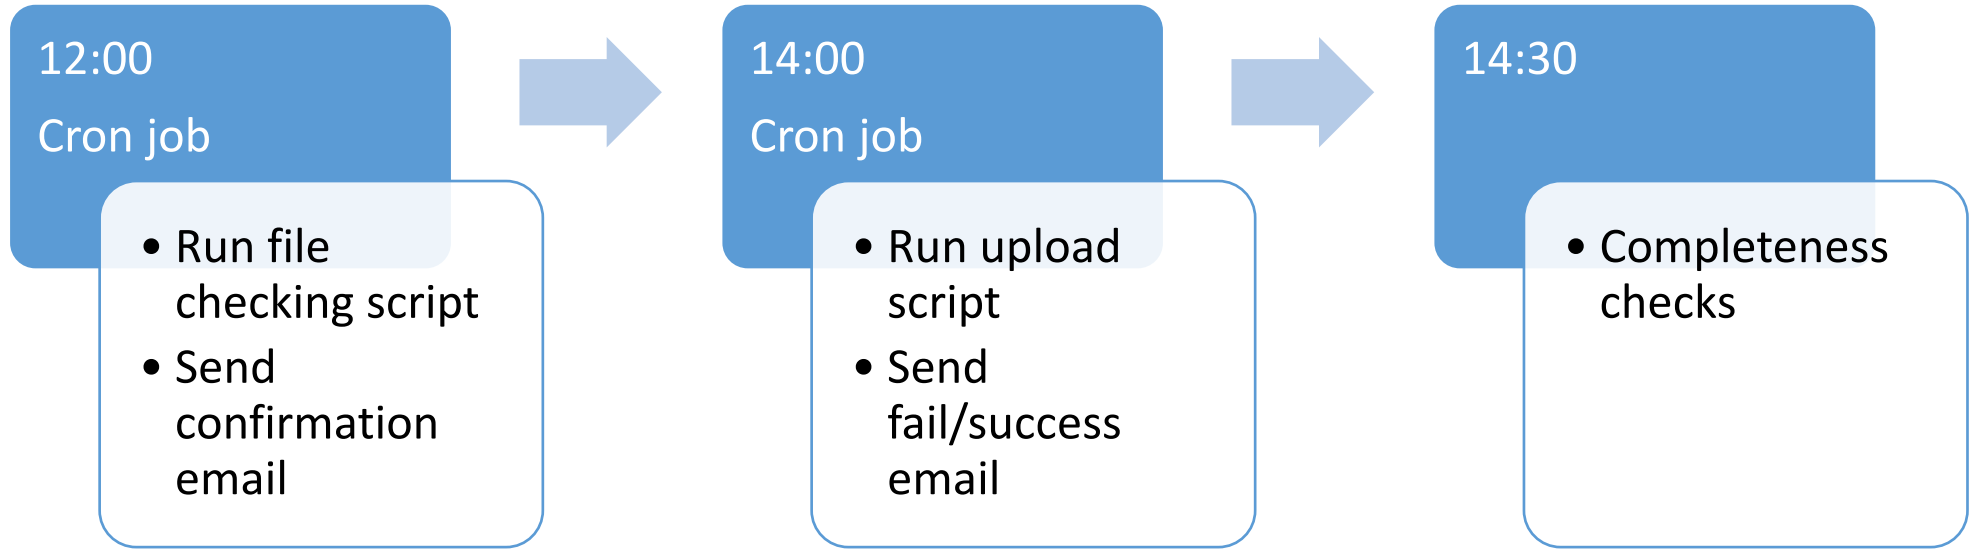 12:00
Cron job
• Run file
checking script
• Send
confirmation
email
14:00
Cron job
• Run upload
script
• Send
fail/success
email
14:30
• Completeness
checks